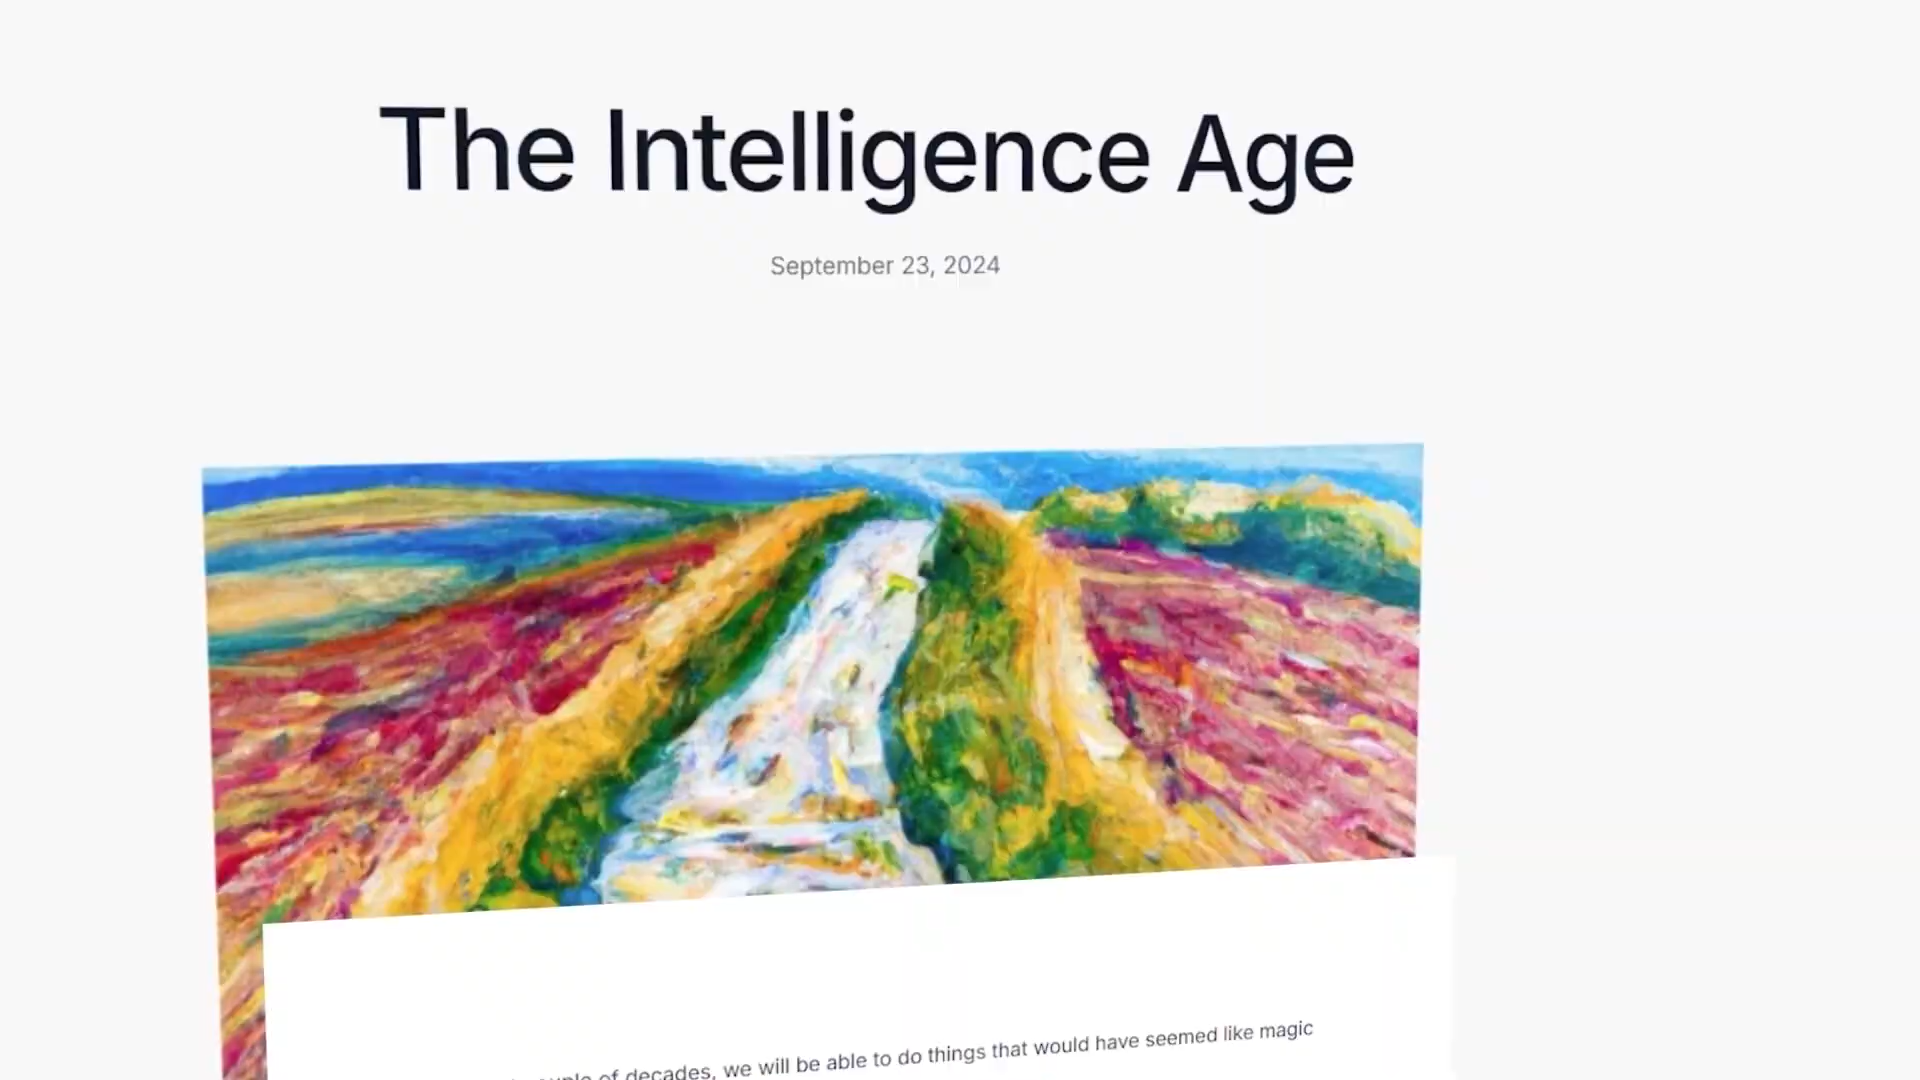 The Intelligence Age
September 23, 2024
of decades, we will be able to do things that would have seemed like magic